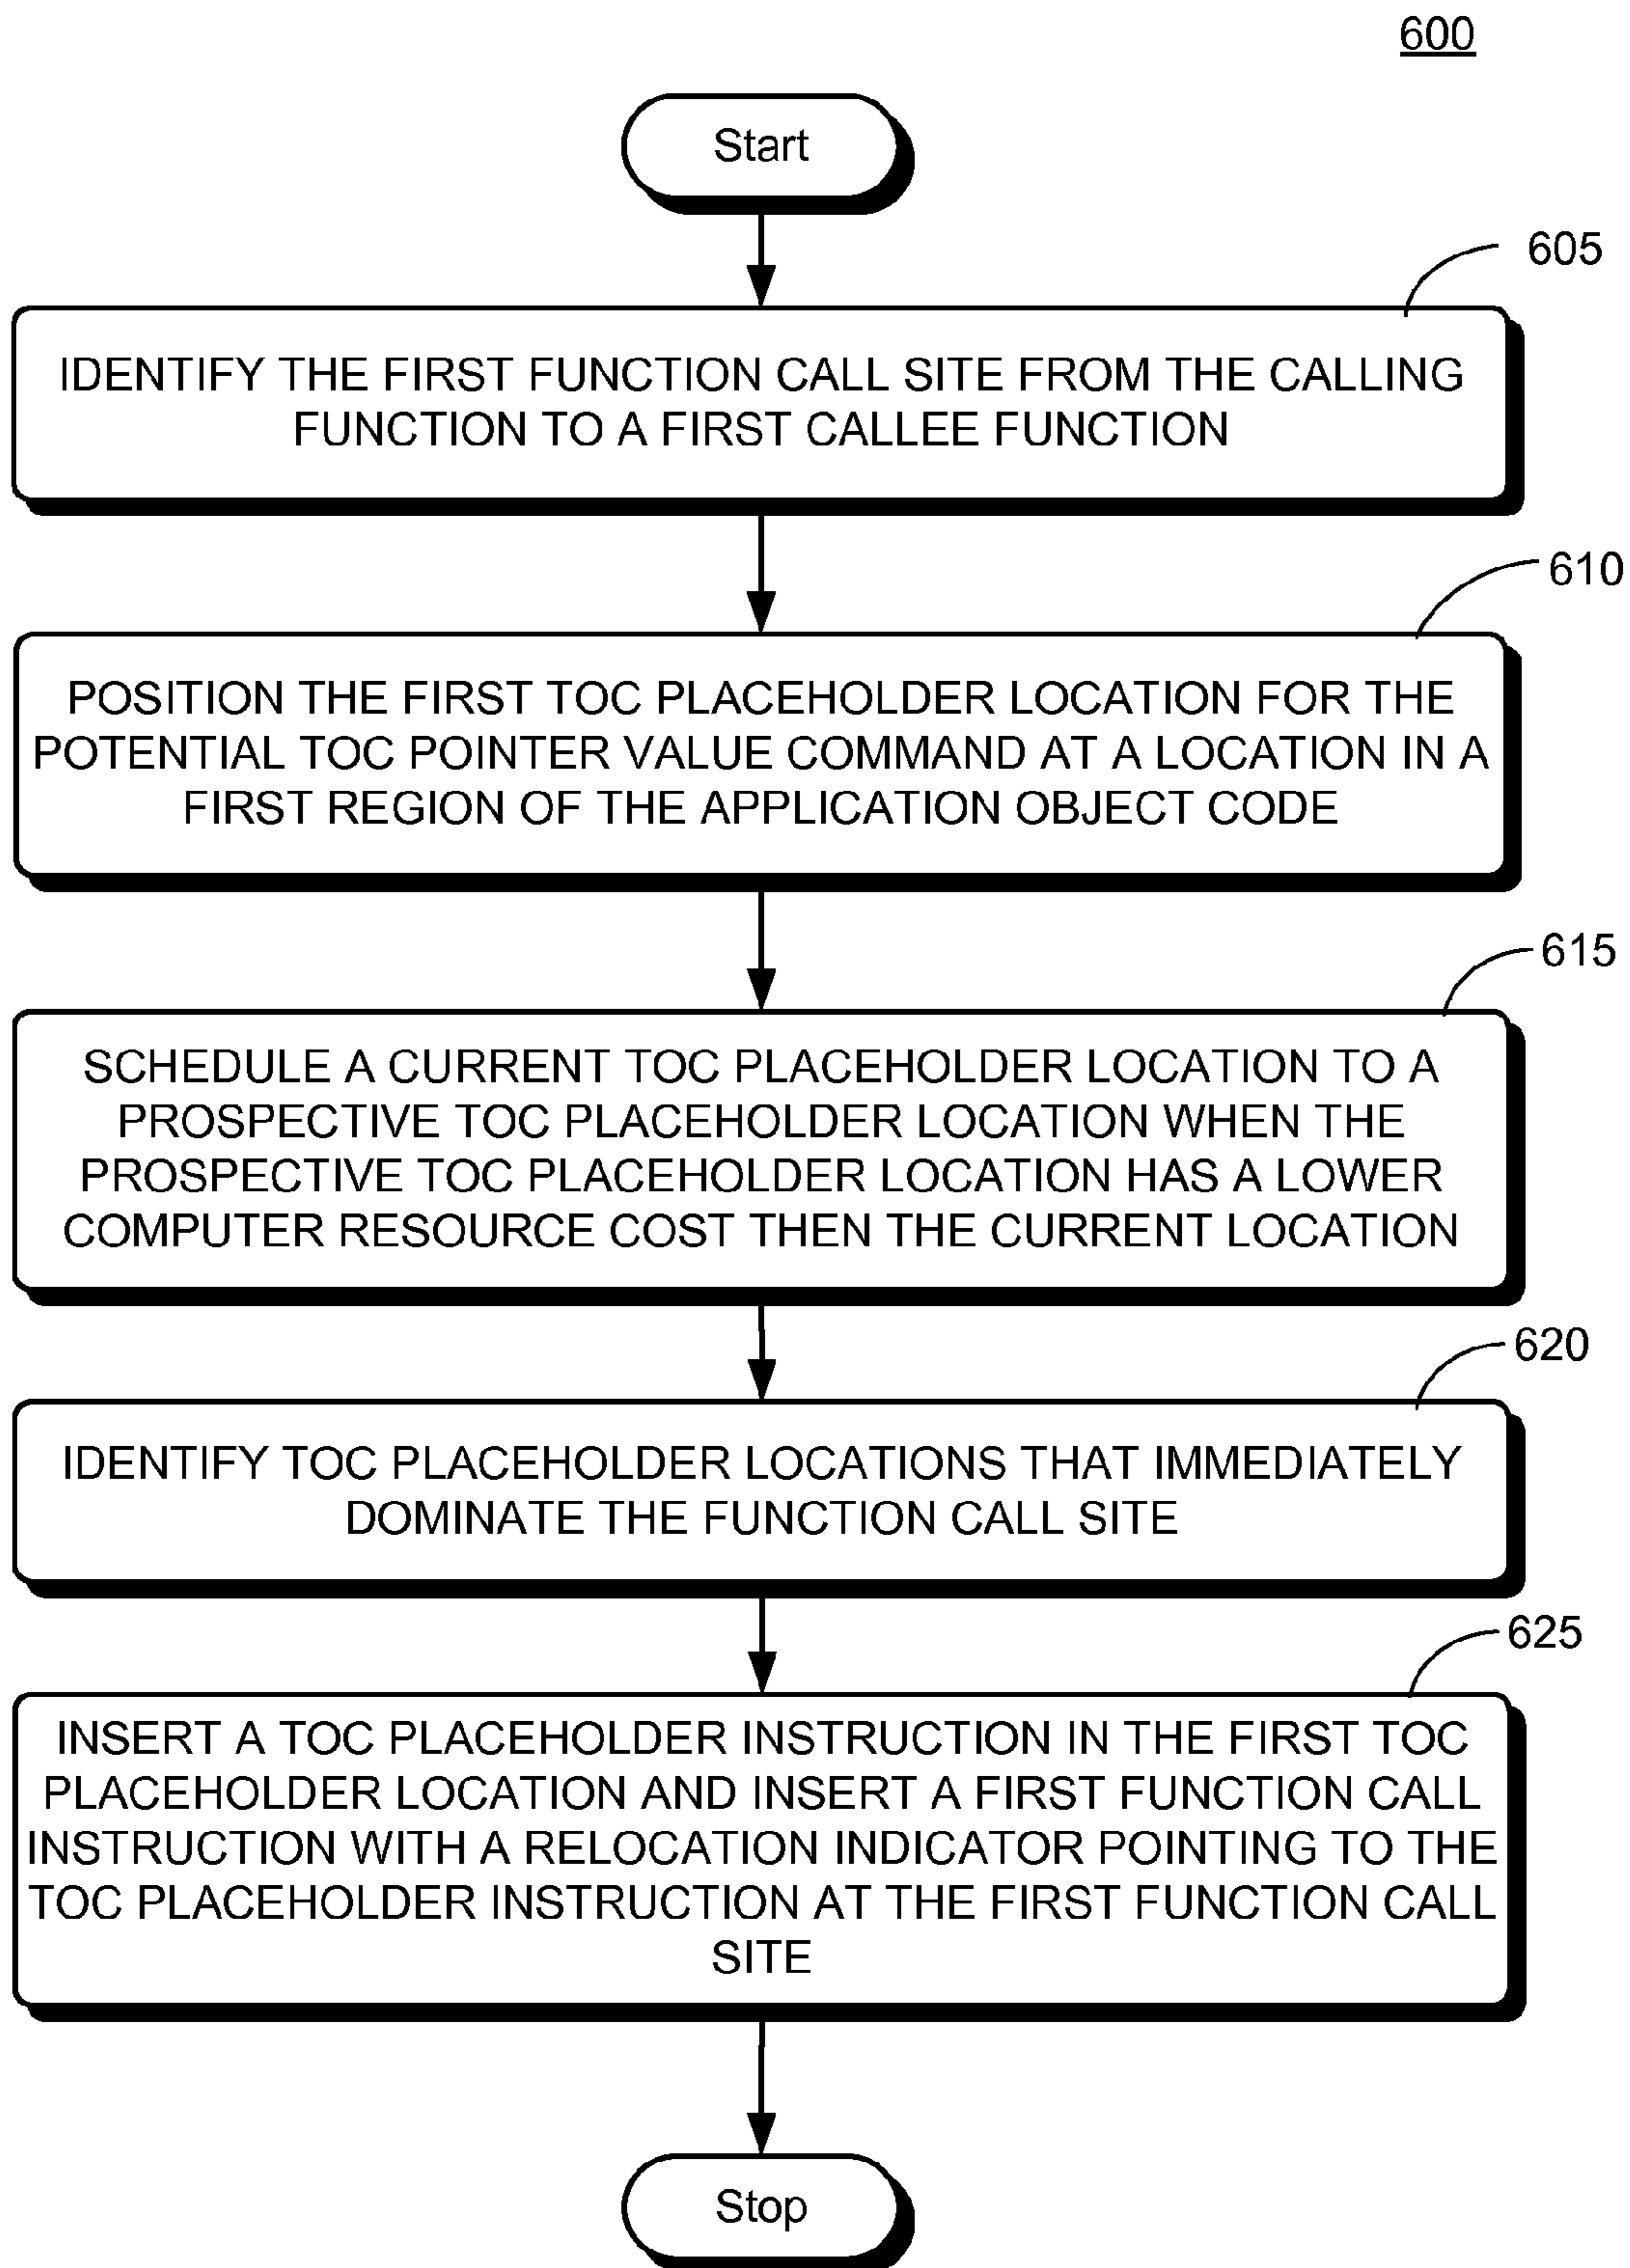 600
Start
605
IDENTIFY THE FIRST FUNCTION CALL SITE FROM THE CALLING
FUNCTION TO A FIRST CALLEE FUNCTION
610
POSITION THE FIRST TOC PLACEHOLDER LOCATION FOR THE
POTENTIAL TOC POINTER VALUE COMMAND AT A LOCATION IN A
FIRST REGION OF THE APPLICATION OBJECT CODE
615
SCHEDULE A CURRENT TOC PLACEHOLDER LOCATION TO A
PROSPECTIVE TOC PLACEHOLDER LOCATION WHEN THE
PROSPECTIVE TOC PLACEHOLDER LOCATION HAS A LOWER
COMPUTER RESOURCE COST THEN THE CURRENT LOCATION
620
IDENTIFY TOC PLACEHOLDER LOCATIONS THAT IMMEDIATELY
DOMINATE THE FUNCTION CALL SITE
625
INSERT A TOC PLACEHOLDER INSTRUCTION IN THE FIRST TOC
PLACEHOLDER LOCATION AND INSERT A FIRST FUNCTION CALL
INSTRUCTION WITH A RELOCATION INDICATOR POINTING TO THE
TOC PLACEHOLDER INSTRUCTION AT THE FIRST FUNCTION CALL
SITE
Stop